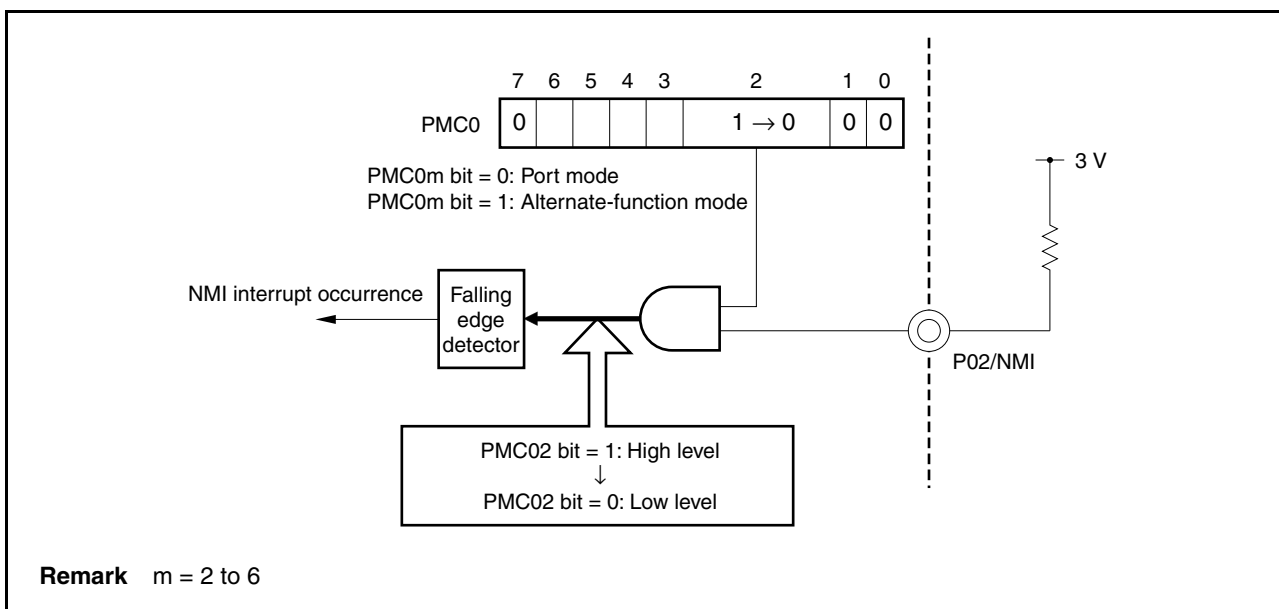 7 6 5 4 3 2 1 0
PMC0 0 1 → 0 0 0
PMC0m bit = 0: Port mode
PMC0m bit = 1: Alternate-function mode
3 V
NMI interrupt occurrence
Falling
edge
detector
P02/NMI
PMC02 bit = 1: High level
↓
PMC02 bit = 0: Low level
Remark m = 2 to 6